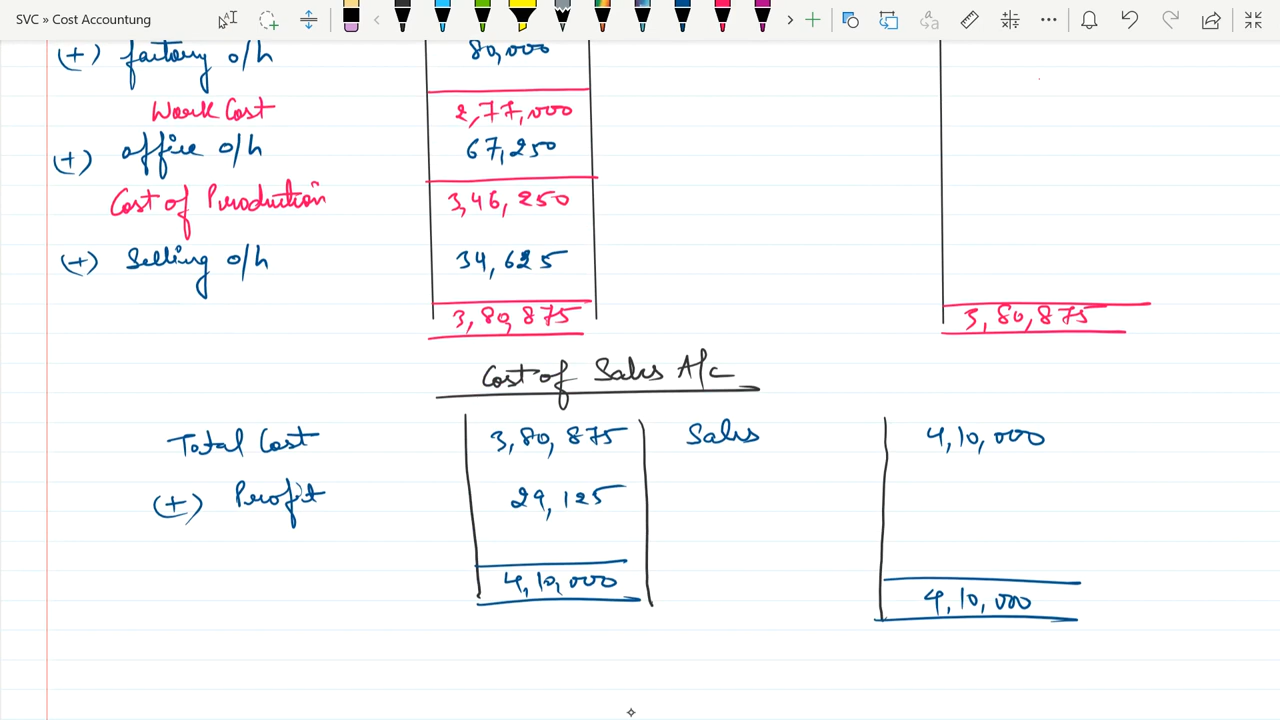 SVC » Cost Accountung
(+) factory o/h 80,000
Work Cost 2,77,000
(+) office o/h 67,250
Cost of Production 3,46,250
(+) Selling o/h 34,625
3,80,875 3,80,875
Cost of Sales A/c
Total Cost 3,80,875 Sales 4,10,000
(+) Profit 29,125
4,10,000 4,10,000